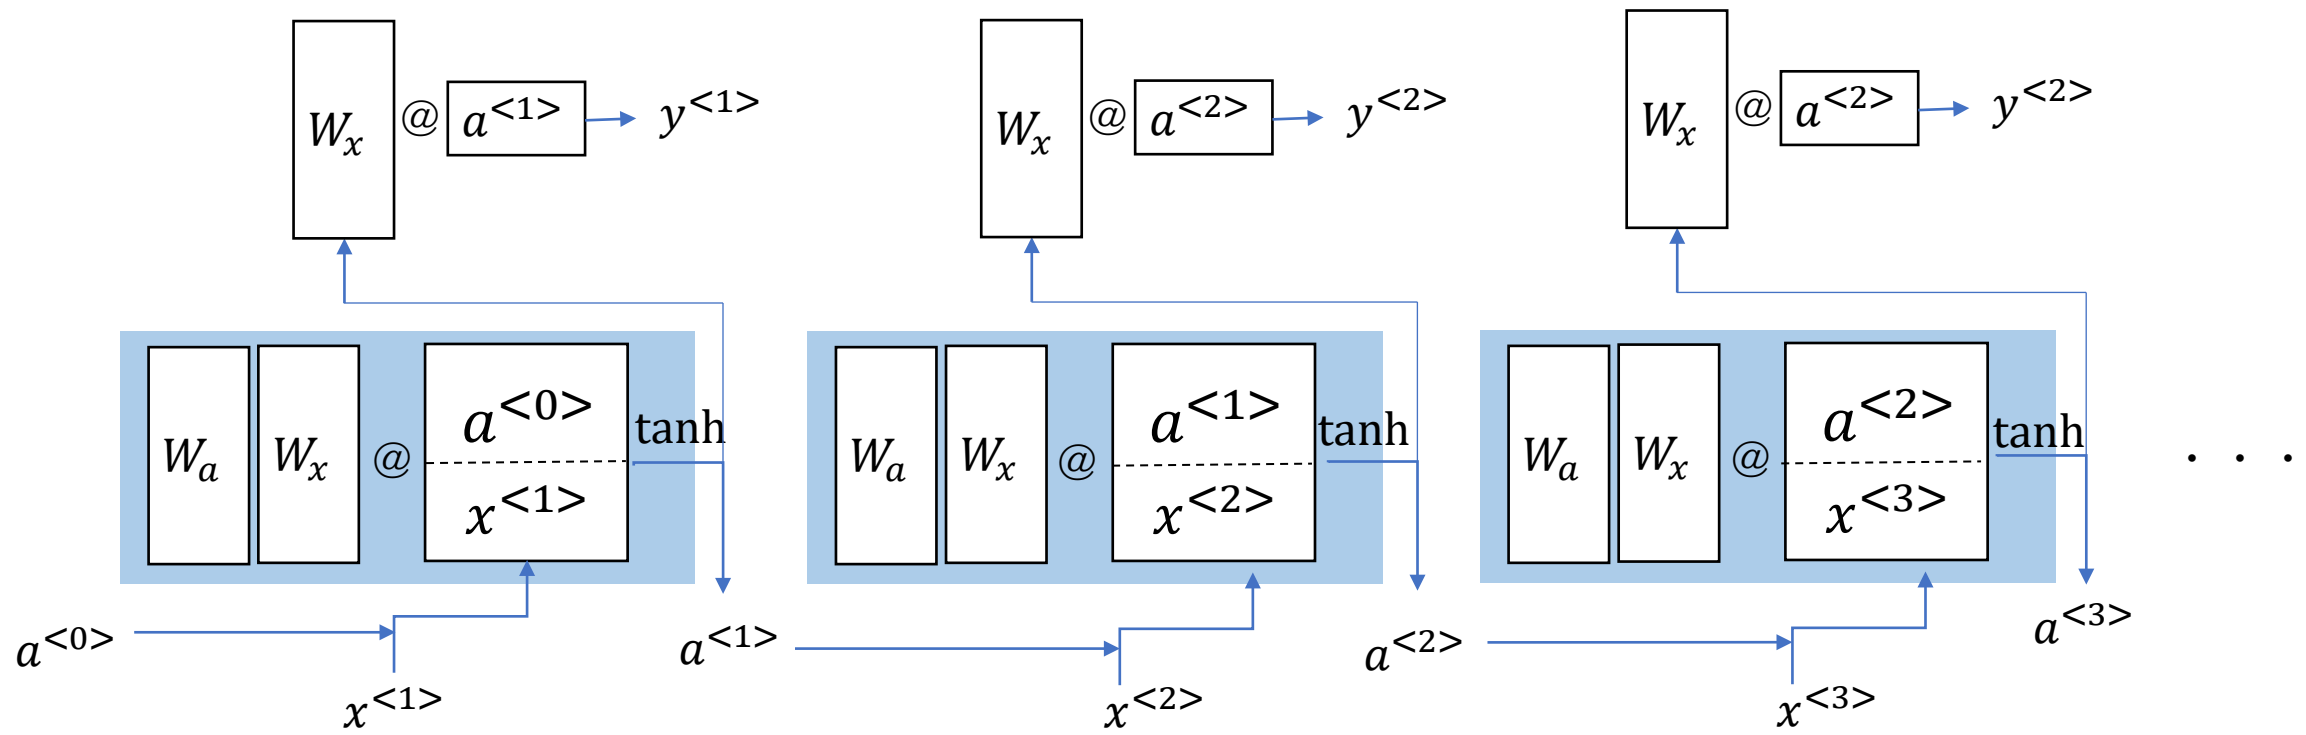 W_x @ a^{<1>} y^{<1>} W_x @ a^{<2>} y^{<2>} W_x @ a^{<2>} y^{<2>}
W_a W_x @ a^{<0>} x^{<1>} tanh W_a W_x @ a^{<1>} x^{<2>} tanh W_a W_x @ a^{<2>} x^{<3>} tanh . . .
a^{<0>} a^{<1>} a^{<2>} a^{<3>}
x^{<1>} x^{<2>} x^{<3>}